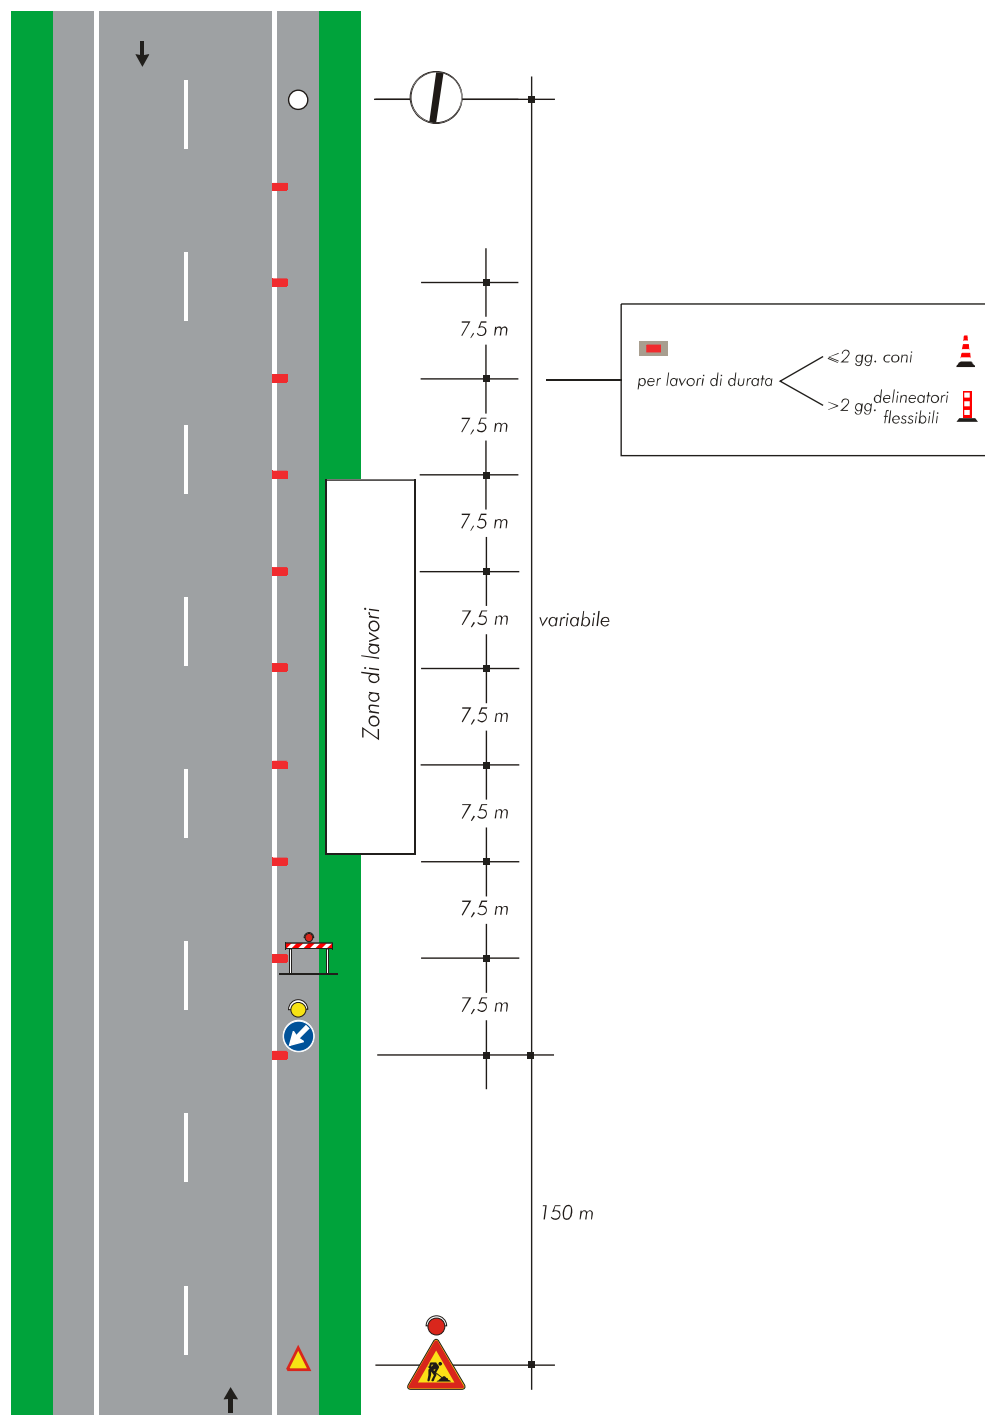 7,5 m
7,5 m
7,5 m
7,5 m
7,5 m
7,5 m
7,5 m
7,5 m
variabile
150 m
Zona di lavori
per lavori di durata
⩽2 gg. coni
>2 gg. delineatori
flessibili